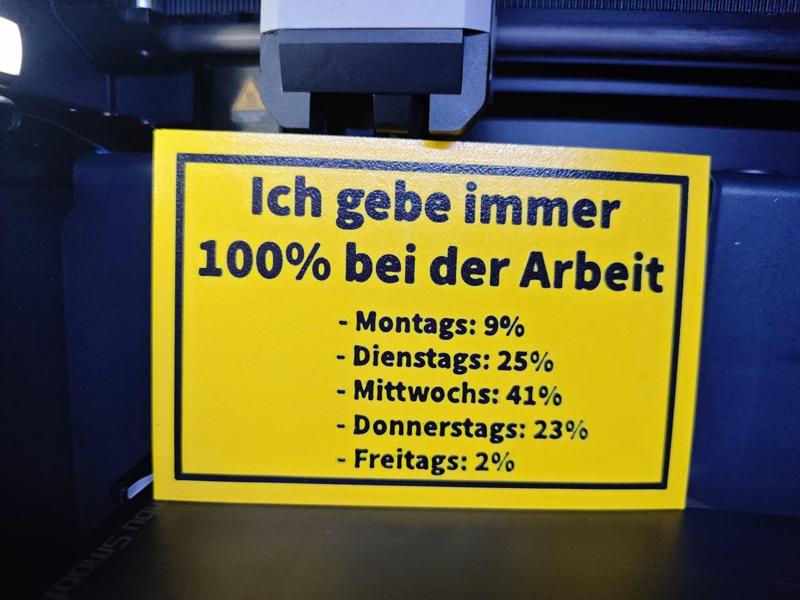 Ich gebe immer
100% bei der Arbeit
- Montags: 9%
- Dienstags: 25%
- Mittwochs: 41%
- Donnerstags: 23%
- Freitags: 2%